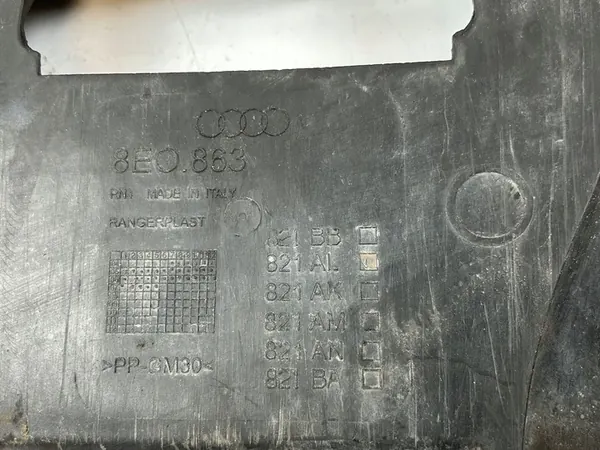 8E0.863
RN1 MADE IN ITALY
RANGERPLAST
821 BB
821 AL
821 AK
821 AM
821 AN
821 BA
>PP-GM30<